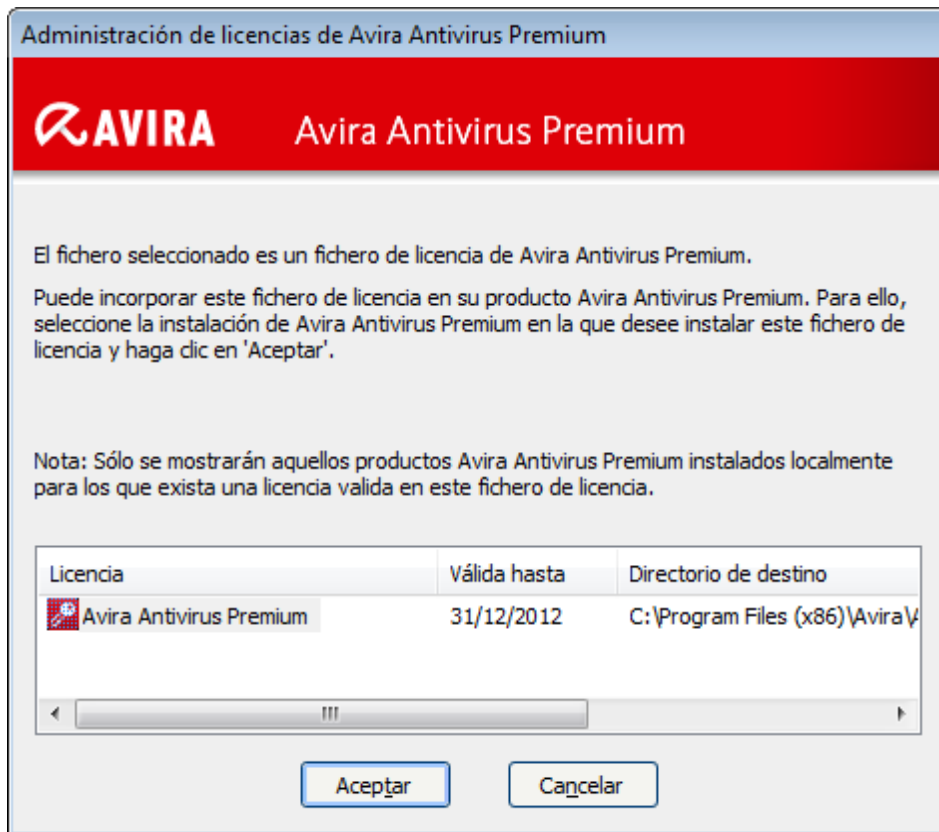 Administración de licencias de Avira Antivirus Premium
AVIRA Avira Antivirus Premium
El fichero seleccionado es un fichero de licencia de Avira Antivirus Premium.
Puede incorporar este fichero de licencia en su producto Avira Antivirus Premium. Para ello,
seleccione la instalación de Avira Antivirus Premium en la que desee instalar este fichero de
licencia y haga clic en 'Aceptar'.
Nota: Sólo se mostrarán aquellos productos Avira Antivirus Premium instalados localmente
para los que exista una licencia valida en este fichero de licencia.
Licencia Válida hasta Directorio de destino
Avira Antivirus Premium 31/12/2012 C:\Program Files (x86)\Avira\
Aceptar Cancelar